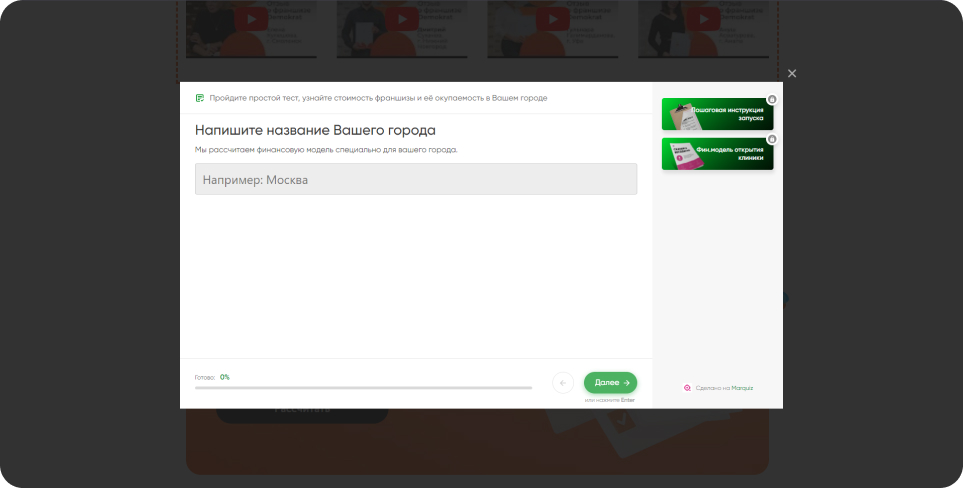 Пройдите простой тест, узнайте стоимость франшизы и её окупаемость в Вашем городе
Напишите название Вашего города
Мы рассчитаем финансовую модель специально для вашего города.
Например: Москва
Готово: 0%
Далее →
или нажмите Enter
Пошаговая инструкция
запуска
Фин.модель открытия
клиники
Сделано на Marquiz
Рассчитать